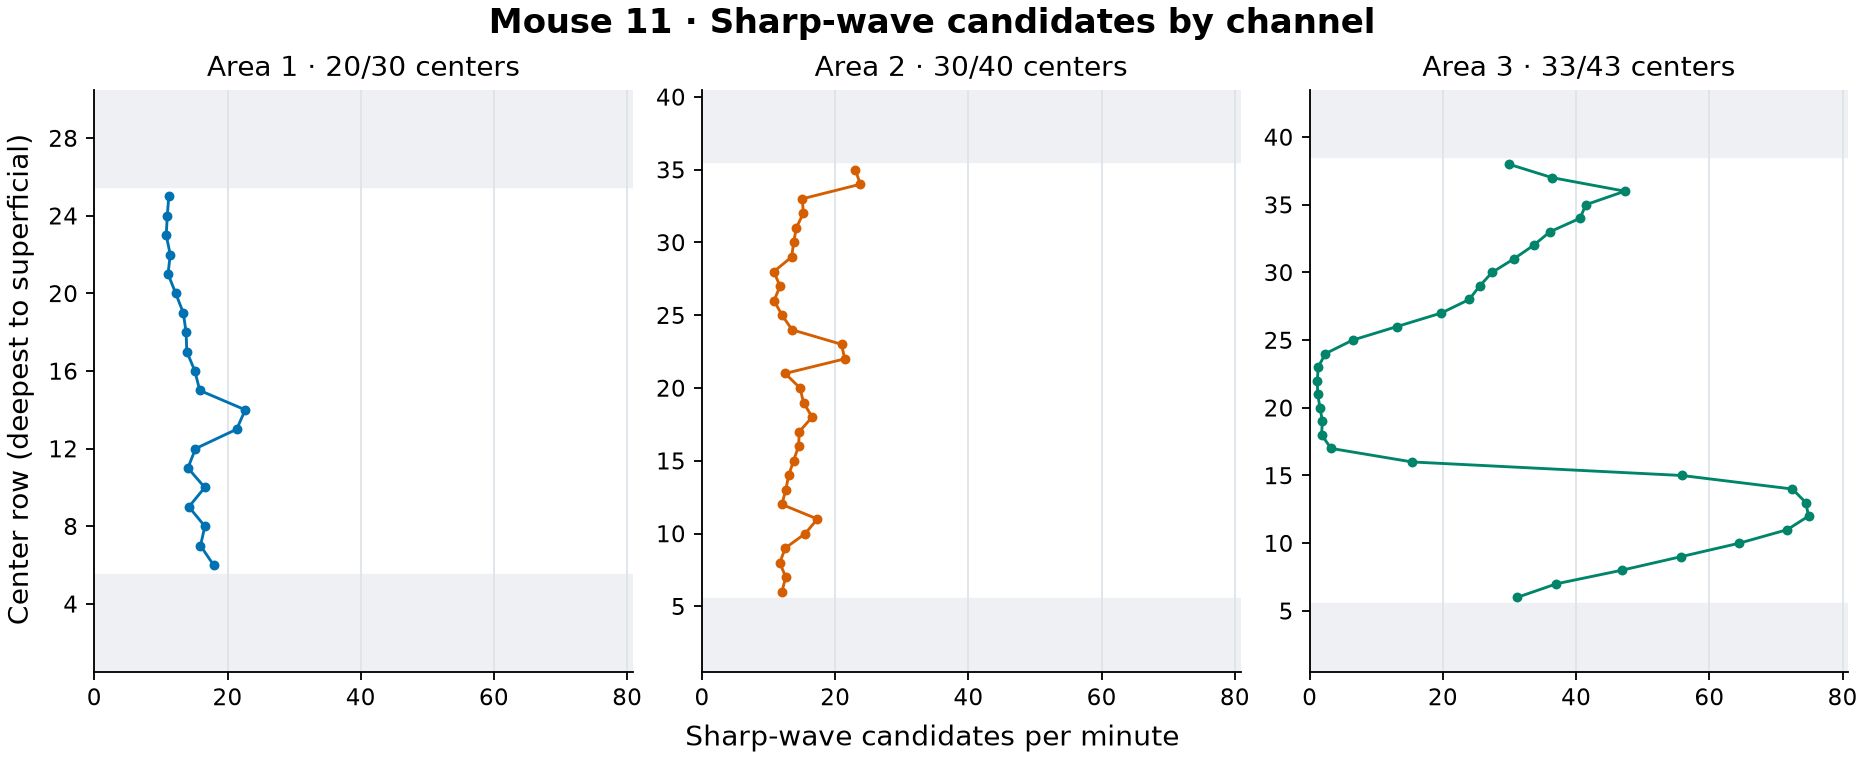 Mouse 11 · Sharp-wave candidates by channel
Area 1 · 20/30 centers
Area 2 · 30/40 centers
Area 3 · 33/43 centers
Center row (deepest to superficial)
28
24
20
16
12
8
4
0 20 40 60 80
40
35
30
25
20
15
10
5
0 20 40 60 80
40
35
30
25
20
15
10
5
0 20 40 60 80
Sharp-wave candidates per minute